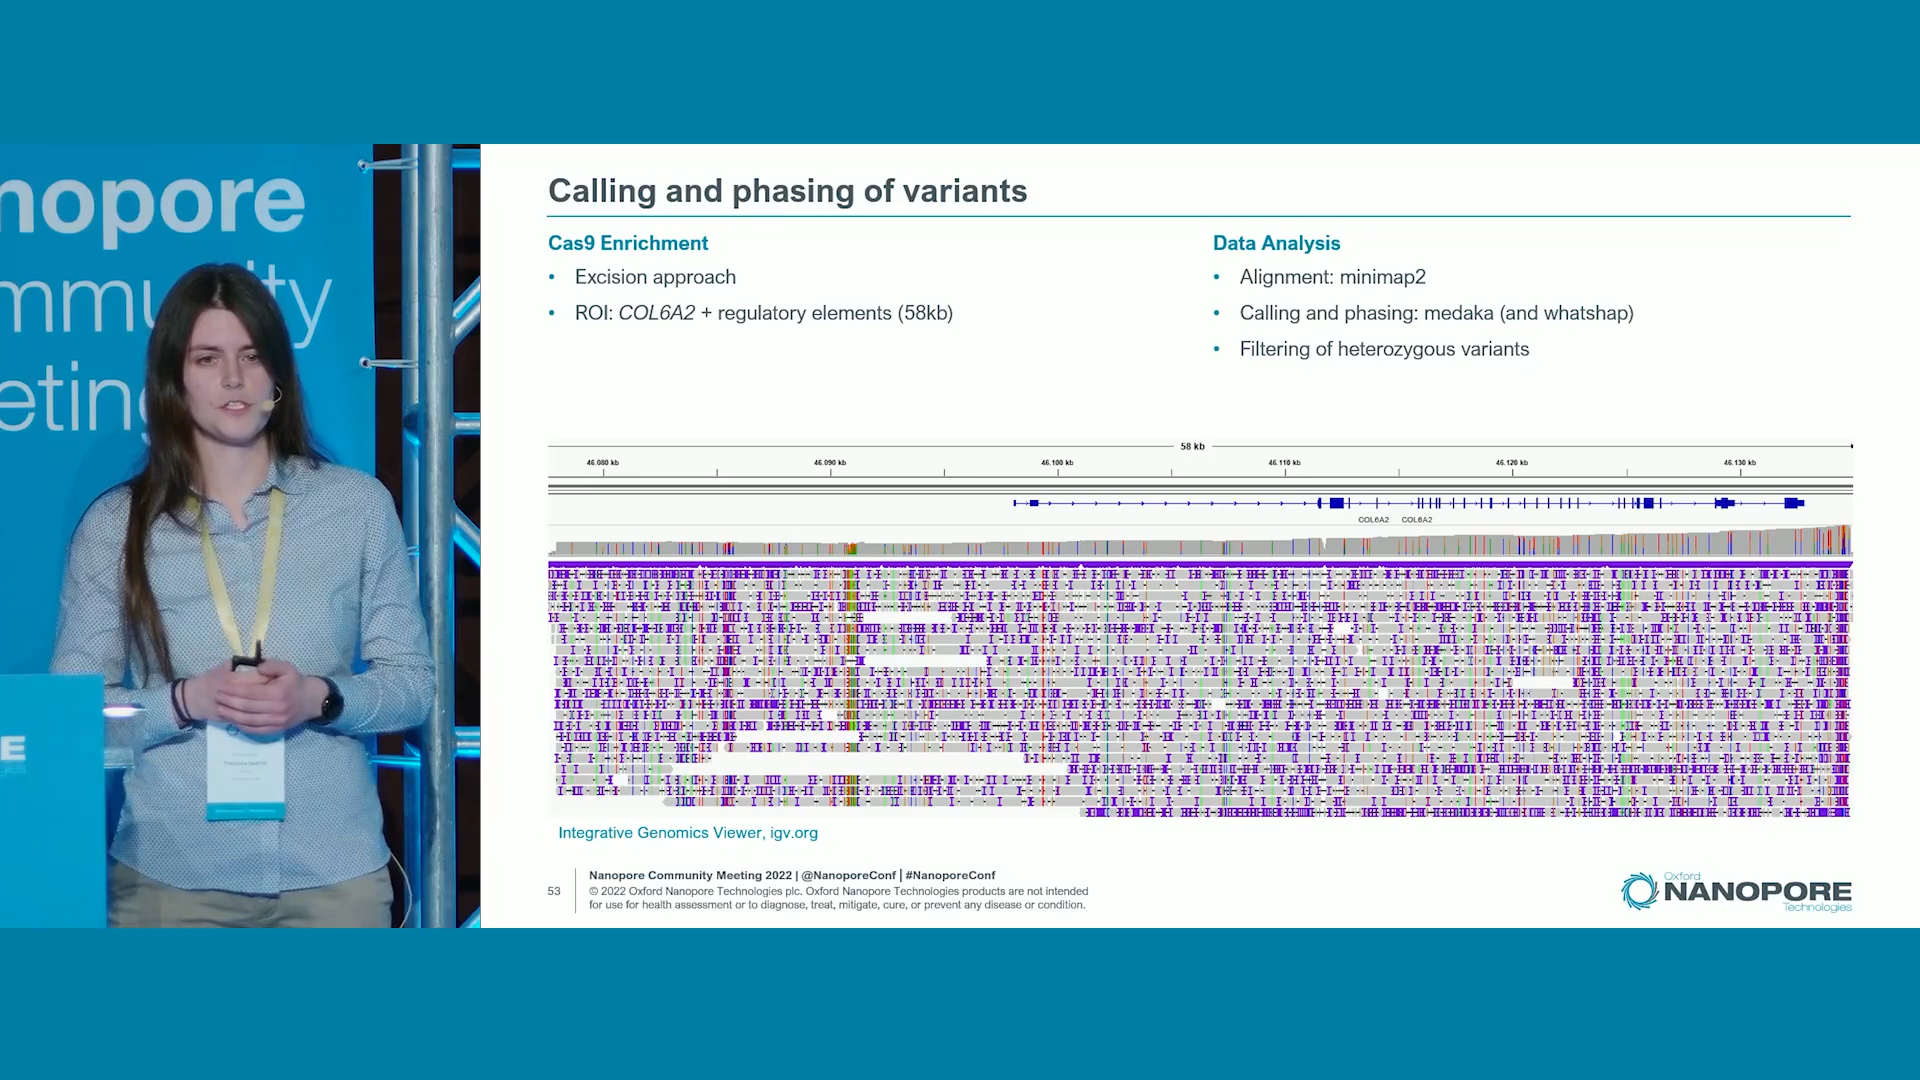 nopore
mmu ty
eting
E
Calling and phasing of variants
Cas9 Enrichment
• Excision approach
• ROI: COL6A2 + regulatory elements (58kb)
Data Analysis
• Alignment: minimap2
• Calling and phasing: medaka (and whatshap)
• Filtering of heterozygous variants
58 kb
46.080 kb 46.090 kb 46.100 kb 46.110 kb 46.120 kb 46.130 kb
COL6A2 COL6A2
Integrative Genomics Viewer, igv.org
53
Nanopore Community Meeting 2022 | @NanoporeConf | #NanoporeConf
© 2022 Oxford Nanopore Technologies plc. Oxford Nanopore Technologies products are not intended
for use for health assessment or to diagnose, treat, mitigate, cure, or prevent any disease or condition.
Oxford
NANOPORE
Technologies